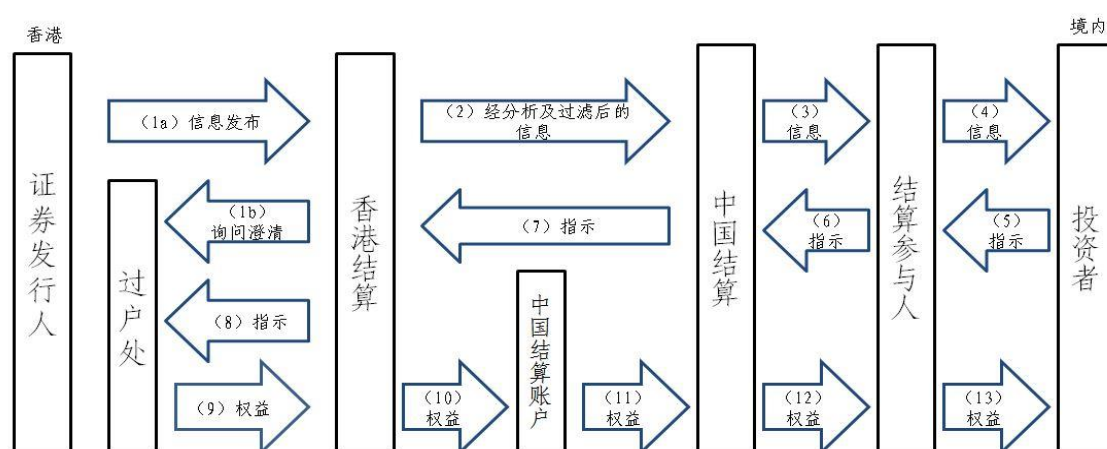 香港
境内
（1a）信息发布
（2）经分析及过滤后的
信息
（3）
信息
（4）
信息
证券发行人
过户处
香港结算
中国结算
结算参与人
投资者
（1b）
询问澄清
（7）指示
（6）
指示
（5）
指示
（8）指示
中国结算账户
（9）权益
（10）
权益
（11）
权益
（12）
权益
（13）
权益